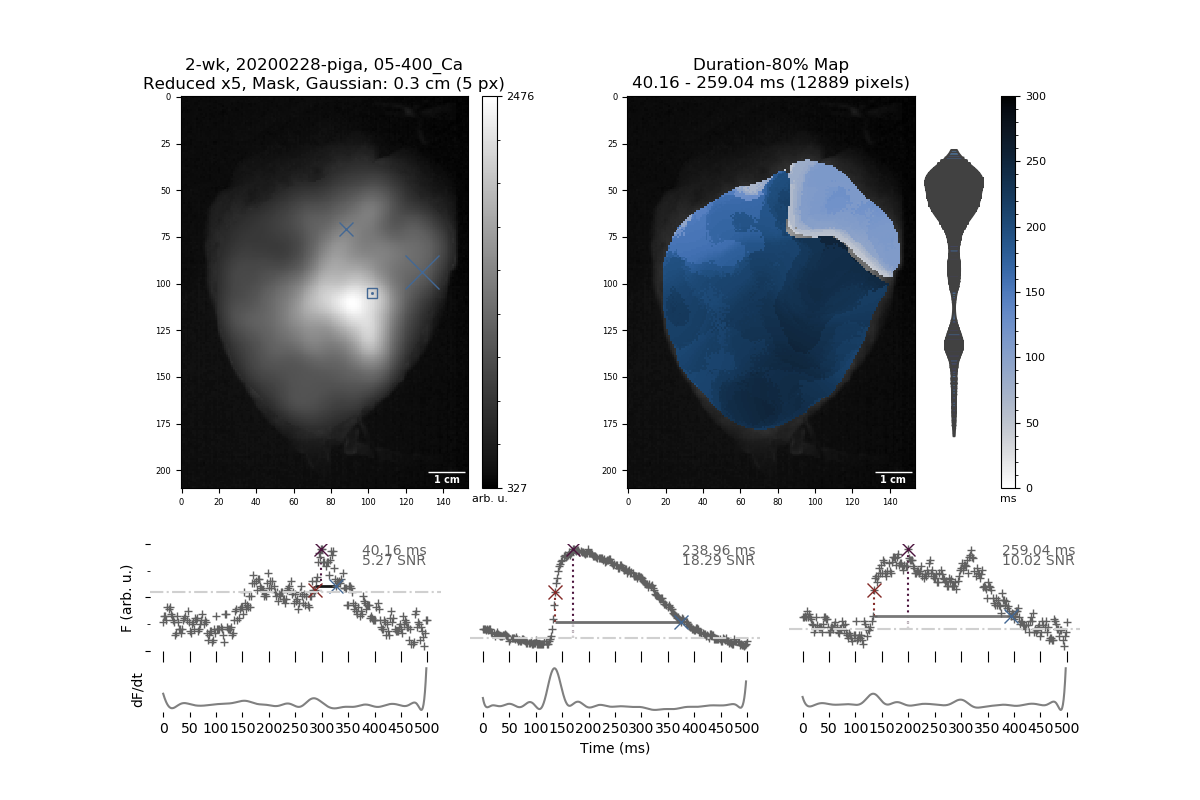 2-wk, 20200228-piga, 05-400_Ca
Reduced x5, Mask, Gaussian: 0.3 cm (5 px)
Duration-80% Map
40.16 - 259.04 ms (12889 pixels)
0
25
50
75
100
125
150
175
200
0 20 40 60 80 100 120 140
1 cm
2476
327
arb. u.
0
25
50
75
100
125
150
175
200
0 20 40 60 80 100 120 140
1 cm
300
250
200
150
100
50
0
ms
F (arb. u.)
40.16 ms
5.27 SNR
238.96 ms
18.29 SNR
259.04 ms
10.02 SNR
dF/dt
0 50 100 150 200 250 300 350 400 450 500
0 50 100 150 200 250 300 350 400 450 500
0 50 100 150 200 250 300 350 400 450 500
Time (ms)